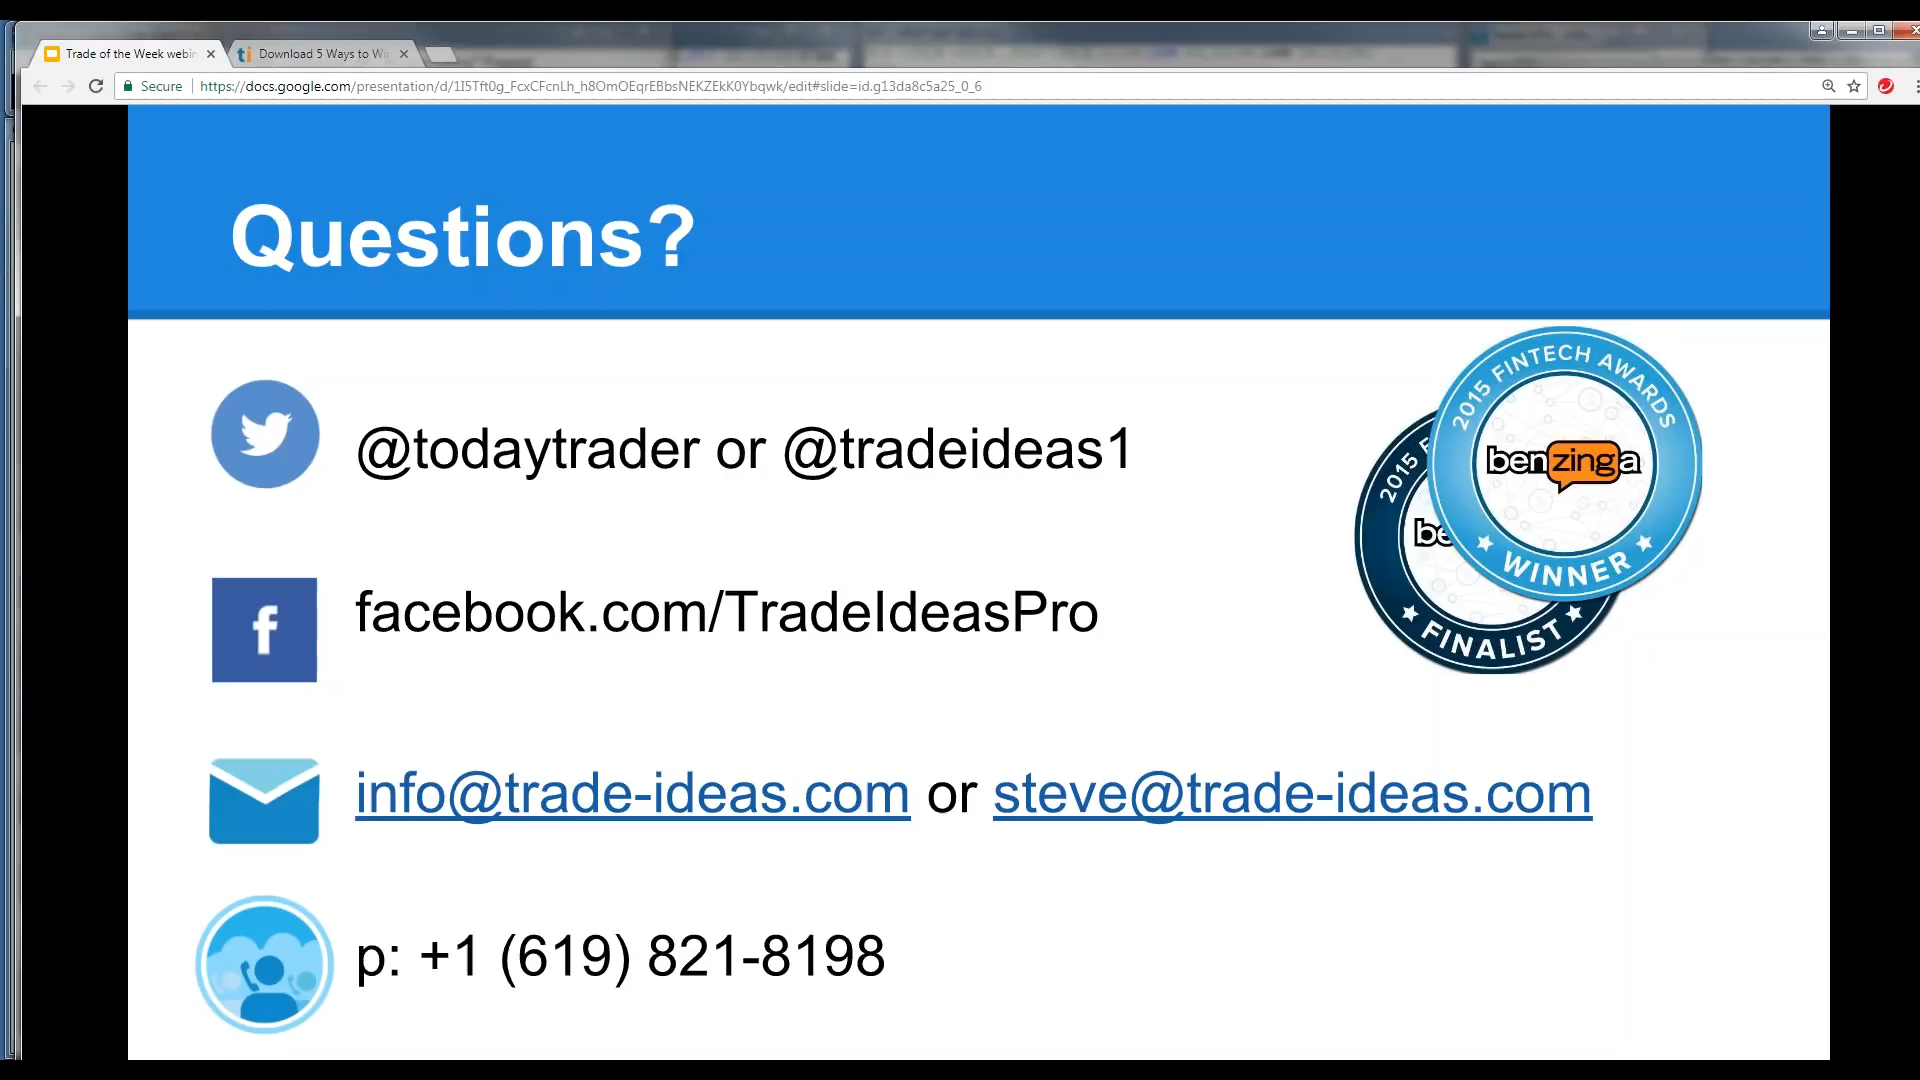 Trade of the Week webin
Download 5 Ways to Wi
Secure
https://docs.google.com/presentation/d/1I5Tft0g_FcxCFcnLh_h8OmOEqrEBbsNEKZEkK0Ybqwk/edit#slide=id.g13da8c5a25_0_6
Questions?
@todaytrader or @tradeideas1
2015 FINTECH AWARDS
benzinga
WINNER
2015 F
be
FINALIST
facebook.com/TradeIdeasPro
info@trade-ideas.com or steve@trade-ideas.com
p: +1 (619) 821-8198